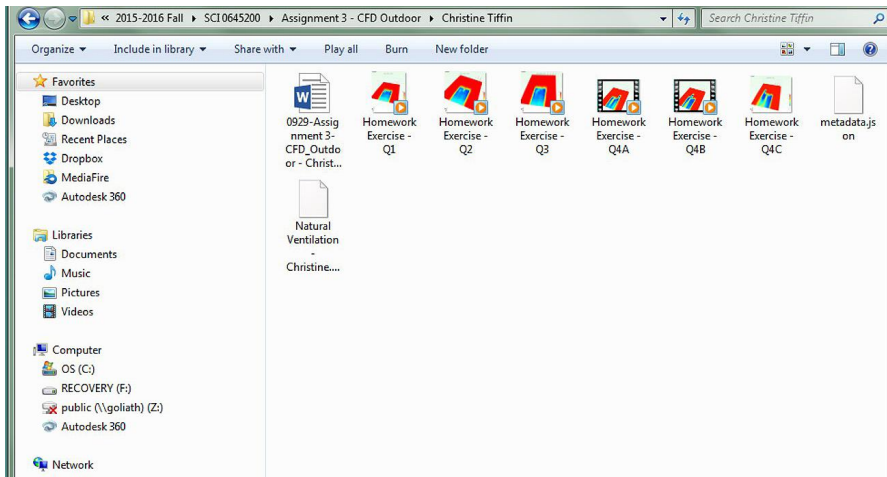 « 2015-2016 Fall ▸ SCI 0645200 ▸ Assignment 3 - CFD Outdoor ▸ Christine Tiffin
Search Christine Tiffin
Organize Include in library Share with Play all Burn New folder
Favorites
Desktop
Downloads
Recent Places
Dropbox
MediaFire
Autodesk 360
Libraries
Documents
Music
Pictures
Videos
Computer
OS (C:)
RECOVERY (F:)
public (\\goliath) (Z:)
Autodesk 360
Network
0929-Assig
nment 3-
CFD_Outdo
or - Christ...
Homework
Exercise -
Q1
Homework
Exercise -
Q2
Homework
Exercise -
Q3
Homework
Exercise -
Q4A
Homework
Exercise -
Q4B
Homework
Exercise -
Q4C
metadata.js
on
Natural
Ventilation
-
Christine....